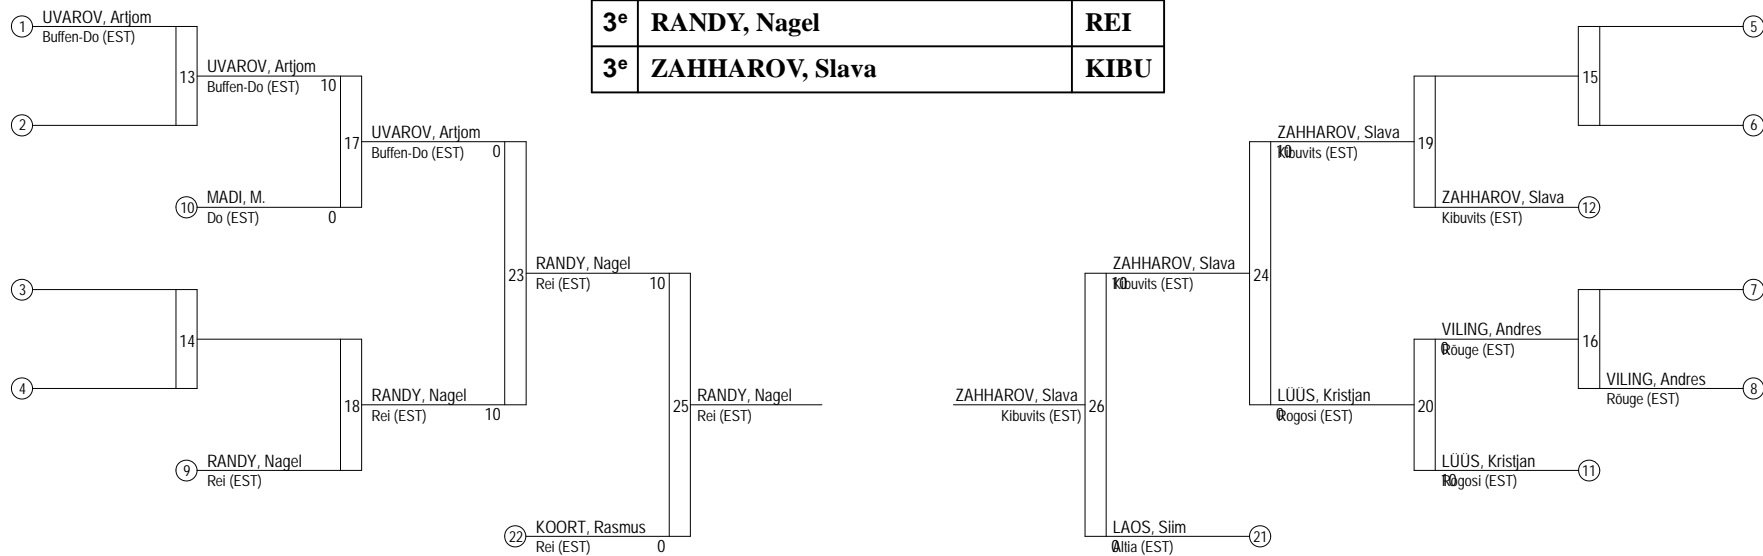 3e RANDY, Nagel REI
3e ZAHHAROV, Slava KIBU
1 UVAROV, Artjom
Buffen-Do (EST)
13 UVAROV, Artjom
Buffen-Do (EST) 10
2
17 UVAROV, Artjom
Buffen-Do (EST) 0
10 MADI, M.
Do (EST) 0
23 RANDY, Nagel
Rei (EST) 10
3
14
4
18 RANDY, Nagel
Rei (EST) 10
9 RANDY, Nagel
Rei (EST)
25 RANDY, Nagel
Rei (EST)
22 KOORT, Rasmus
Rei (EST) 0
5
15
6
ZAHHAROV, Slava 19
10 Kibuvits (EST)
ZAHHAROV, Slava 12
Kibuvits (EST)
ZAHHAROV, Slava 24
10 Kibuvits (EST)
7
VILING, Andres 16
0 Rõuge (EST)
VILING, Andres 8
Rõuge (EST)
ZAHHAROV, Slava 26
Kibuvits (EST)
LÜÜS, Kristjan 20
0 Rogosi (EST)
LÜÜS, Kristjan 11
10 Rogosi (EST)
LAOS, Siim 21
0 Altia (EST)